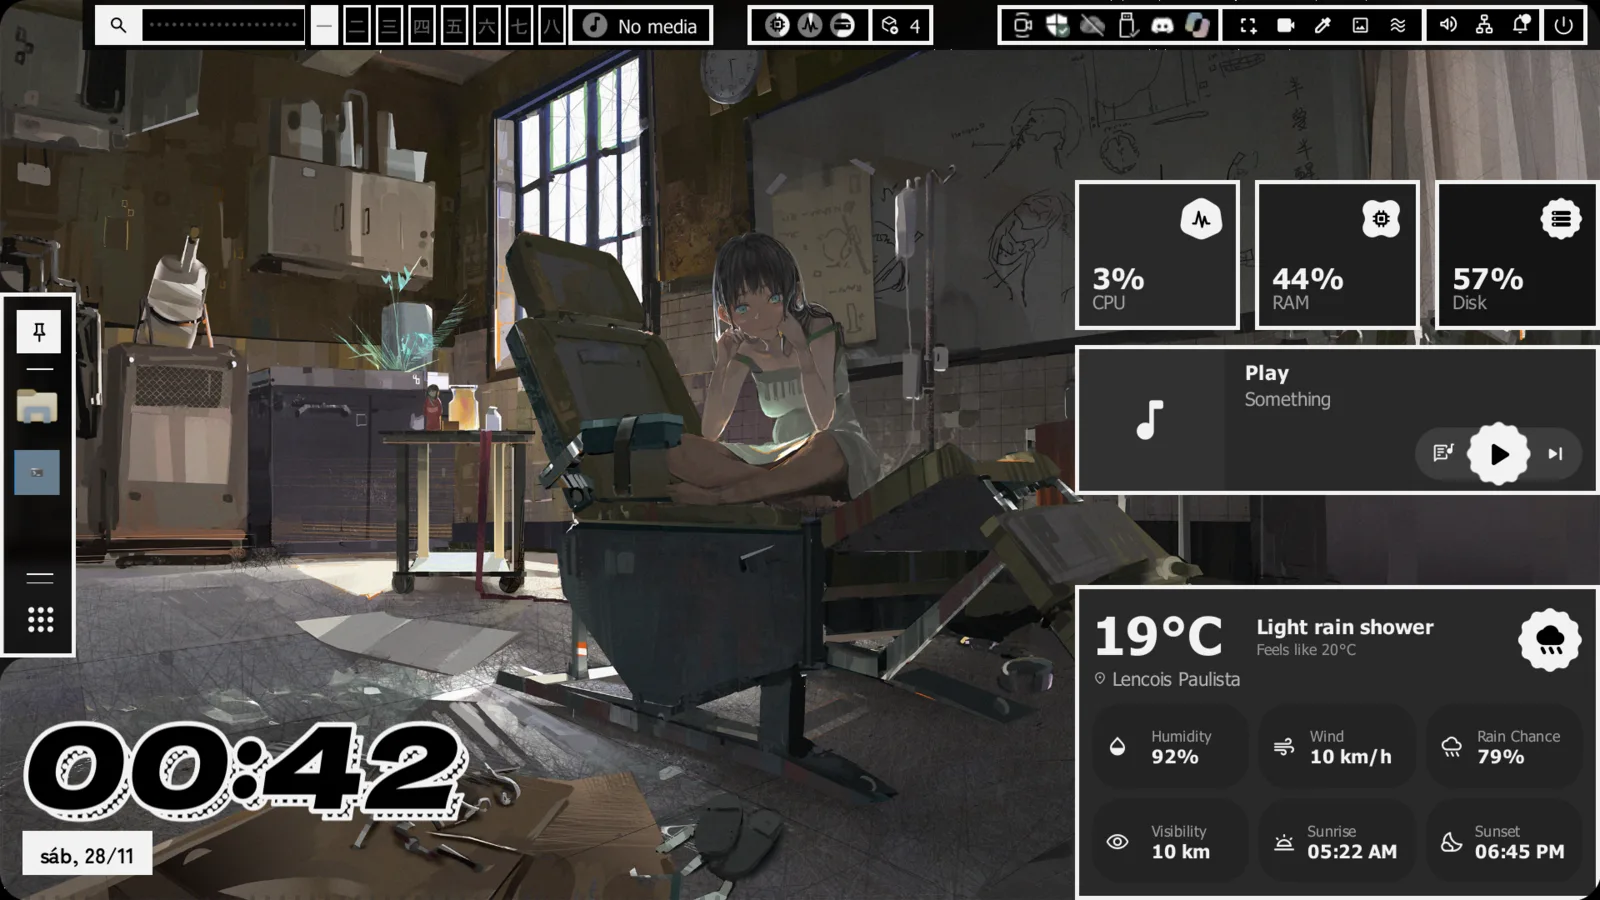 一 二 三 四 五 六 七 八
No media
4
3%
CPU
44%
RAM
57%
Disk
Play
Something
19°C
Light rain shower
Feels like 20°C
Lencois Paulista
Humidity
92%
Wind
10 km/h
Rain Chance
79%
Visibility
10 km
Sunrise
05:22 AM
Sunset
06:45 PM
00:42
sáb, 28/11